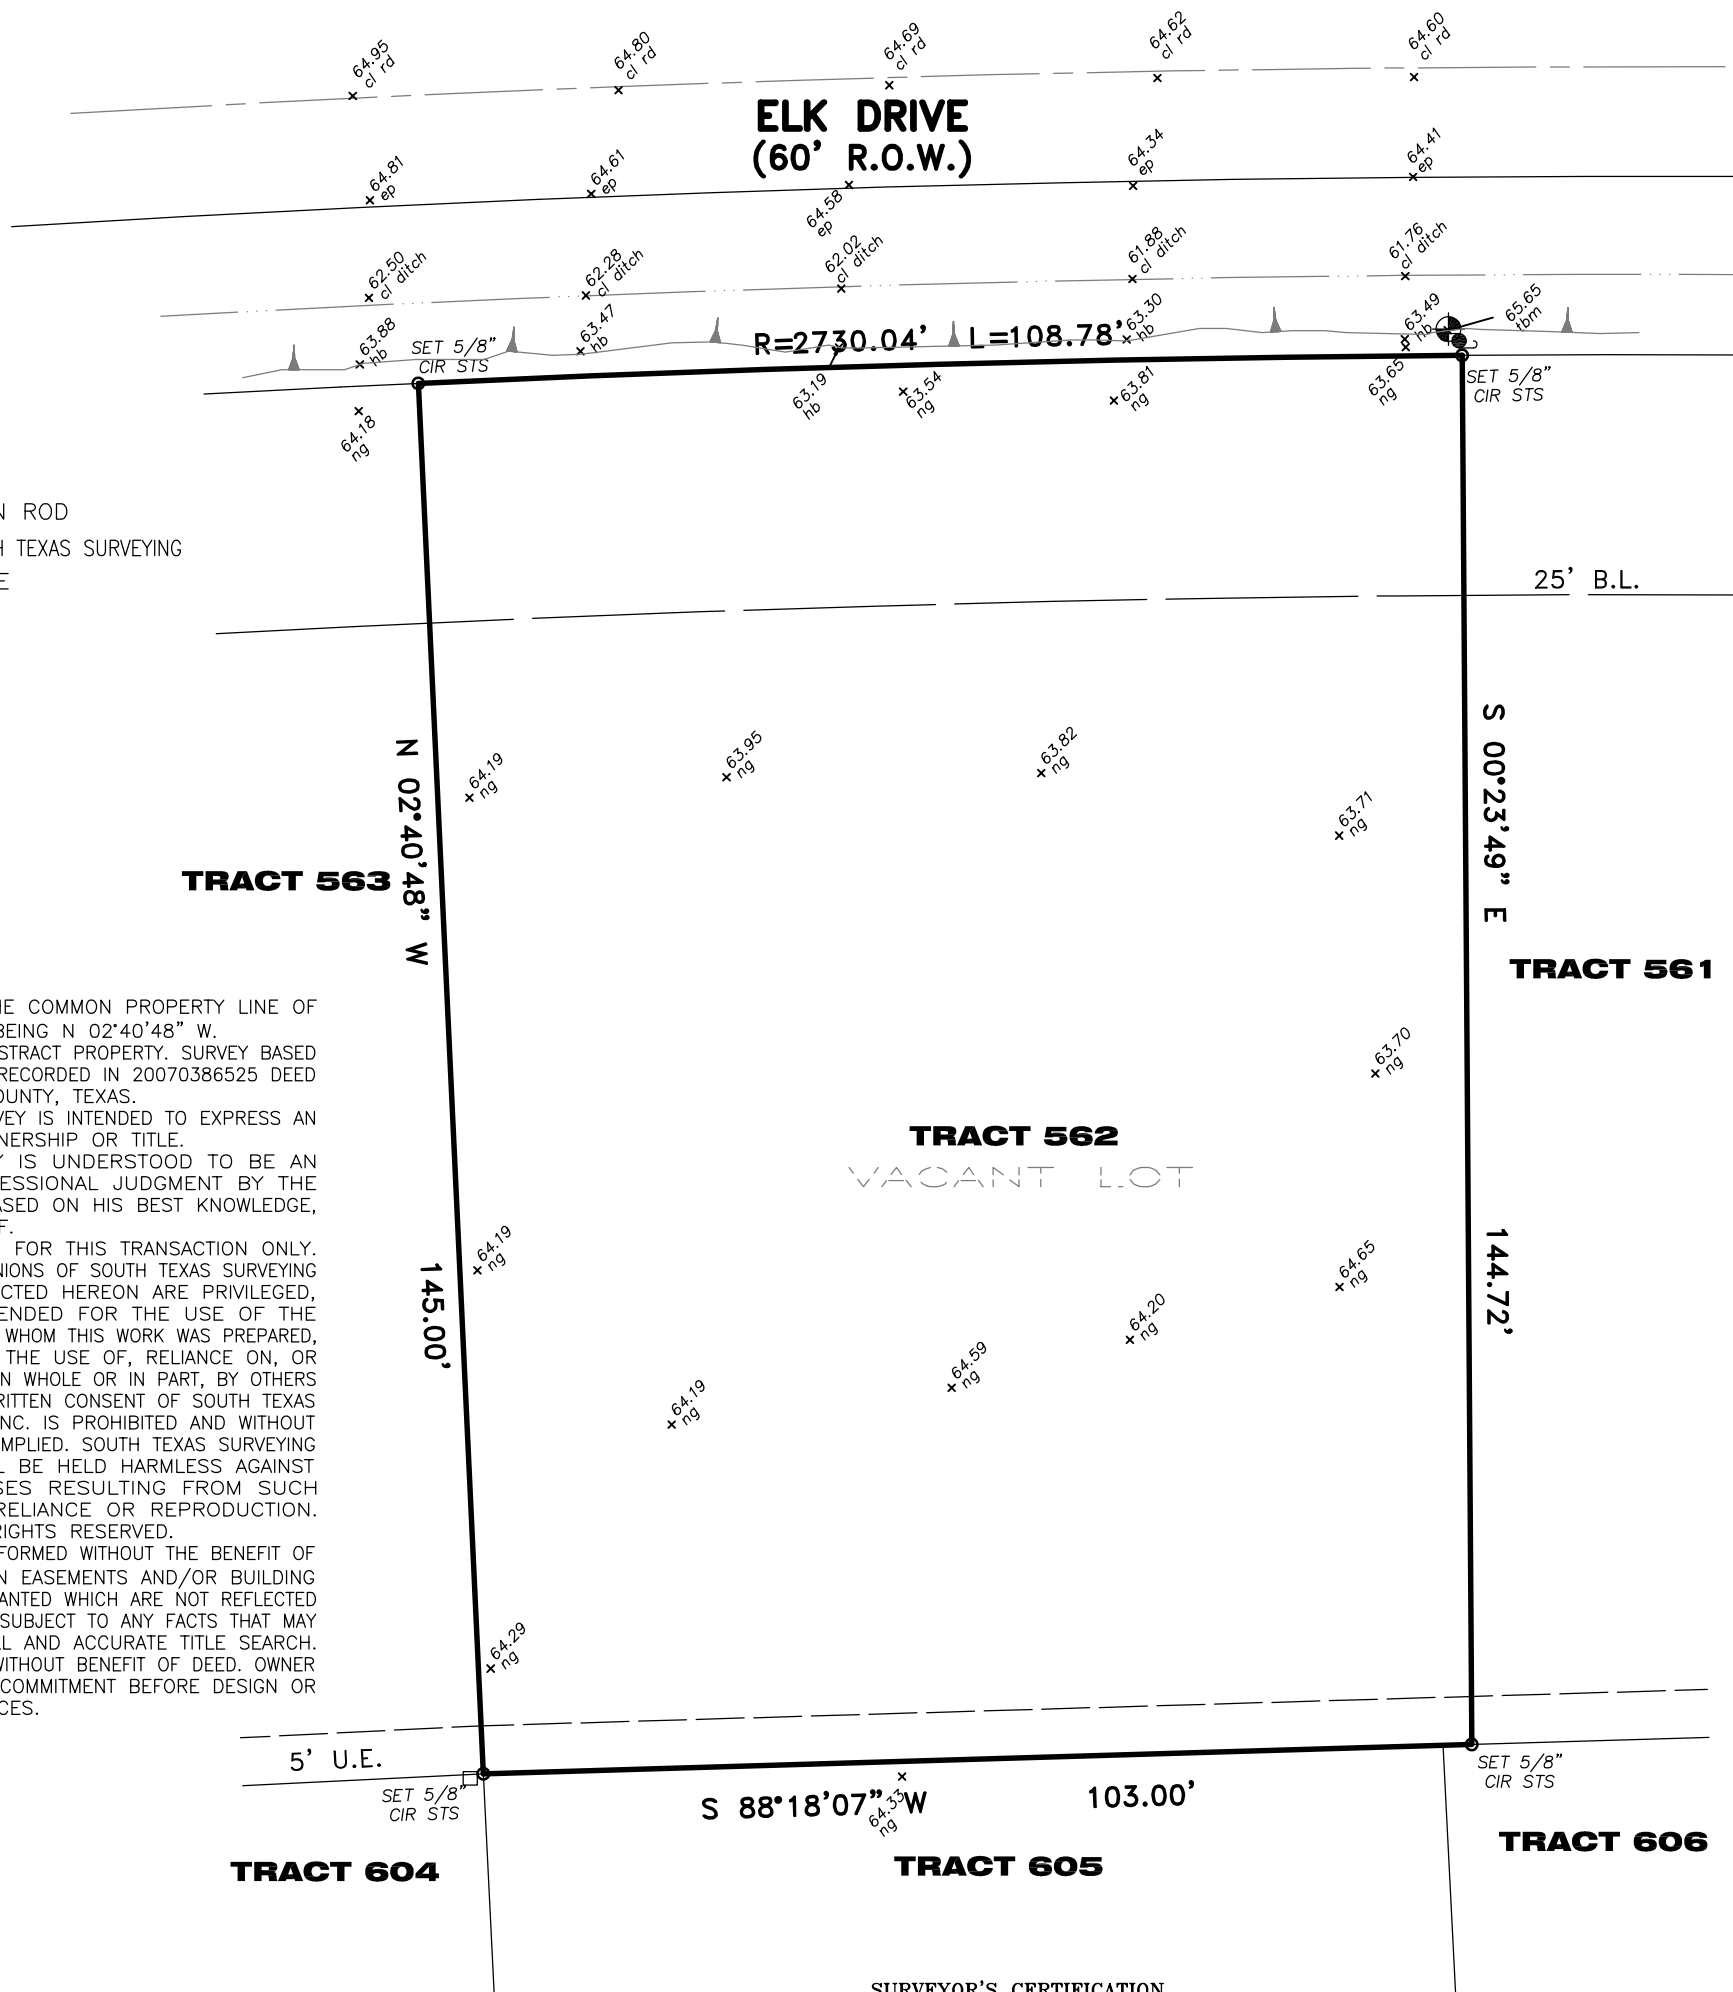 64.95
cl rd
64.80
cl rd
64.69
cl rd
64.62
cl rd
64.60
cl rd
ELK DRIVE
(60' R.O.W.)
64.81
ep
64.61
ep
64.58
ep
64.34
ep
64.41
ep
62.50
cl ditch
62.28
cl ditch
62.02
cl ditch
61.88
cl ditch
61.76
cl ditch
63.88
hb
SET 5/8"
CIR STS
63.47
hb
R=2730.04' L=108.78'
63.30
hb
63.49
hb
65.65
tbm
64.18
ng
63.19
hb
63.54
ng
63.81
ng
63.65
ng
SET 5/8"
CIR STS
N ROD
H TEXAS SURVEYING
E
25' B.L.
N 02°40'48" W
145.00'
S 00°23'49" E
144.72'
64.19
ng
63.95
ng
63.82
ng
63.71
ng
TRACT 563
TRACT 561
63.70
ng
TRACT 562
VACANT LOT
64.19
ng
64.65
ng
64.20
ng
64.59
ng
64.19
ng
64.29
ng
HE COMMON PROPERTY LINE OF
BEING N 02°40'48" W.
STRACT PROPERTY. SURVEY BASED
RECORDED IN 20070386525 DEED
OUNTY, TEXAS.
VEY IS INTENDED TO EXPRESS AN
NERSHIP OR TITLE.
Y IS UNDERSTOOD TO BE AN
ESSIONAL JUDGMENT BY THE
ASED ON HIS BEST KNOWLEDGE,
F.
FOR THIS TRANSACTION ONLY.
NIONS OF SOUTH TEXAS SURVEYING
CTED HEREON ARE PRIVILEGED,
ENDED FOR THE USE OF THE
WHOM THIS WORK WAS PREPARED,
THE USE OF, RELIANCE ON, OR
N WHOLE OR IN PART, BY OTHERS
RITTEN CONSENT OF SOUTH TEXAS
NC. IS PROHIBITED AND WITHOUT
MPLIED. SOUTH TEXAS SURVEYING
L BE HELD HARMLESS AGAINST
SES RESULTING FROM SUCH
RELIANCE OR REPRODUCTION.
RIGHTS RESERVED.
FORMED WITHOUT THE BENEFIT OF
N EASEMENTS AND/OR BUILDING
ANTED WHICH ARE NOT REFLECTED
SUBJECT TO ANY FACTS THAT MAY
LL AND ACCURATE TITLE SEARCH.
WITHOUT BENEFIT OF DEED. OWNER
COMMITMENT BEFORE DESIGN OR
CES.
5' U.E.
SET 5/8"
CIR STS
S 88°18'07" W 103.00'
64.33
ng
SET 5/8"
CIR STS
TRACT 604
TRACT 605
TRACT 606
SURVEYOR'S CERTIFICATION